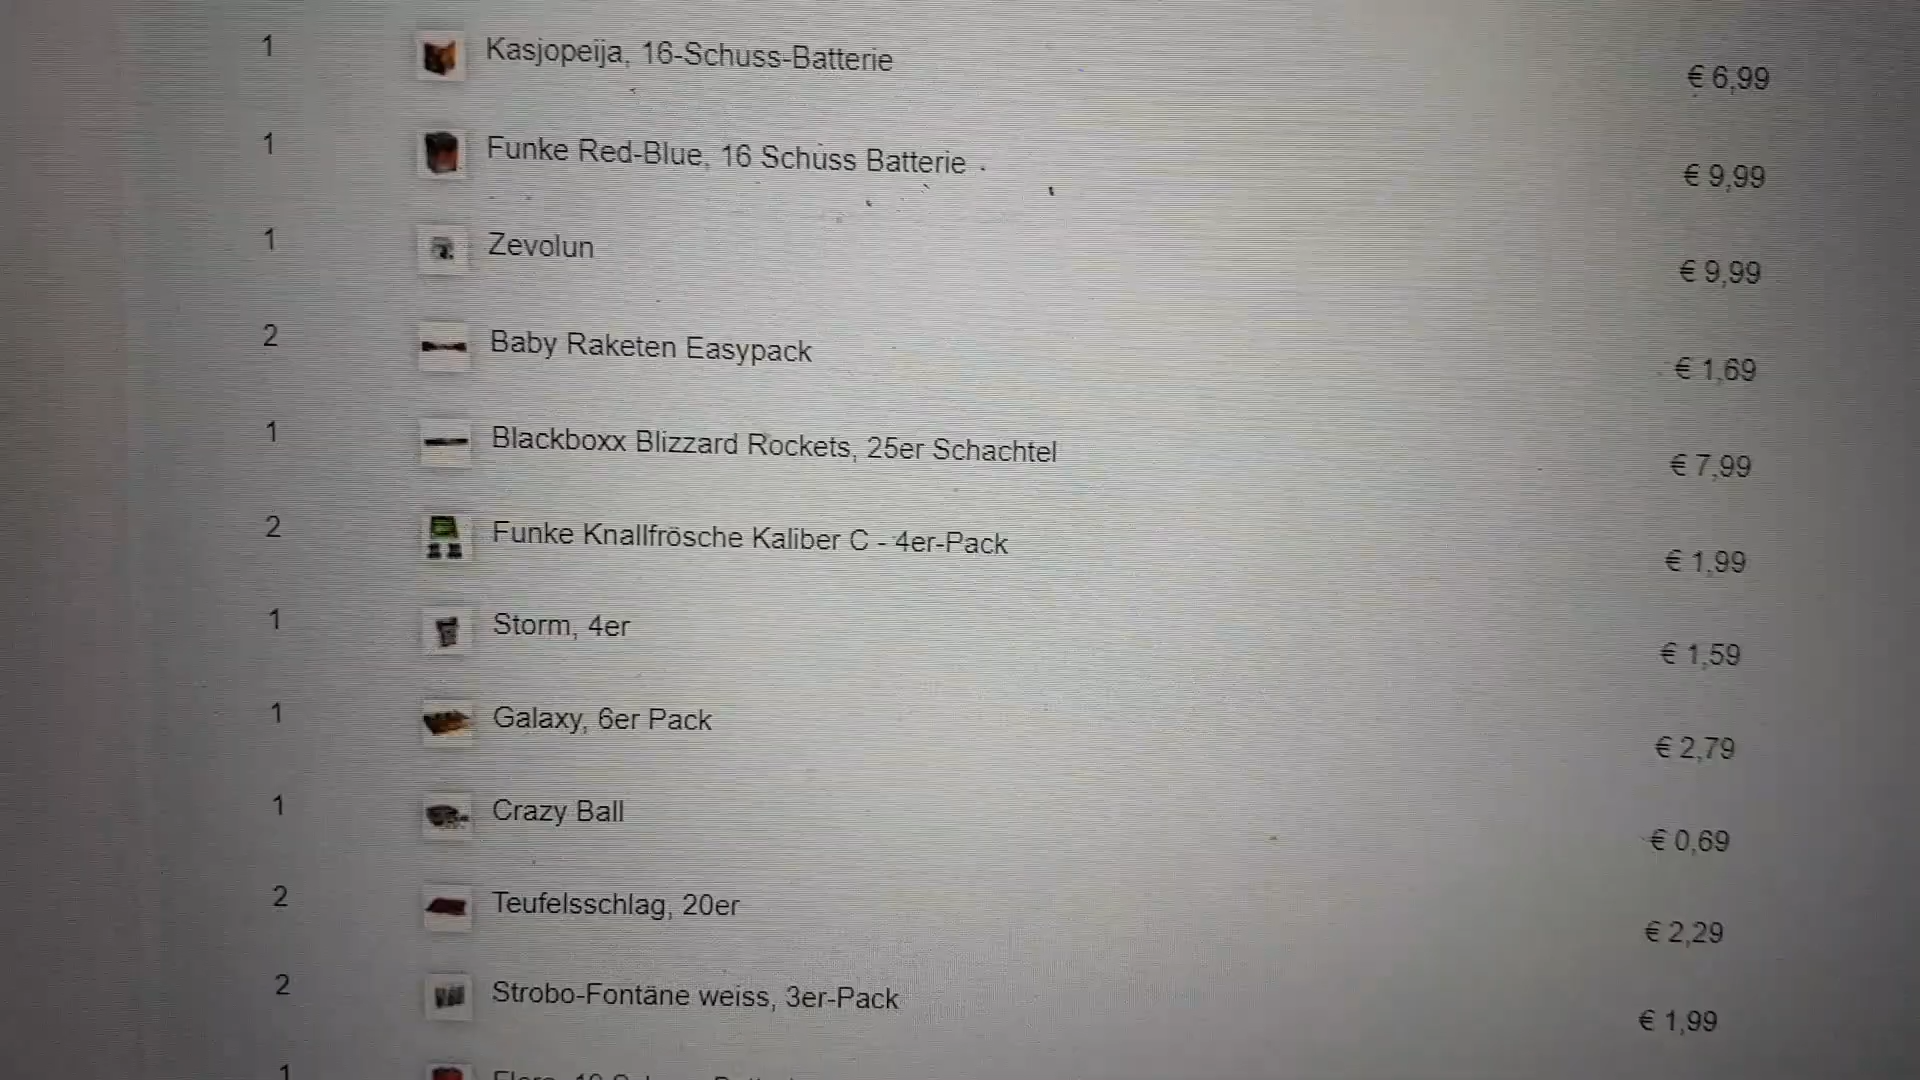 1 Kasjopeija, 16-Schuss-Batterie € 6,99
1 Funke Red-Blue, 16 Schuss Batterie € 9,99
1 Zevolun € 9,99
2 Baby Raketen Easypack € 1,69
1 Blackboxx Blizzard Rockets, 25er Schachtel € 7,99
2 Funke Knallfrösche Kaliber C - 4er-Pack € 1,99
1 Storm, 4er € 1,59
1 Galaxy, 6er Pack € 2,79
1 Crazy Ball € 0,69
2 Teufelsschlag, 20er € 2,29
2 Strobo-Fontäne weiss, 3er-Pack € 1,99
1